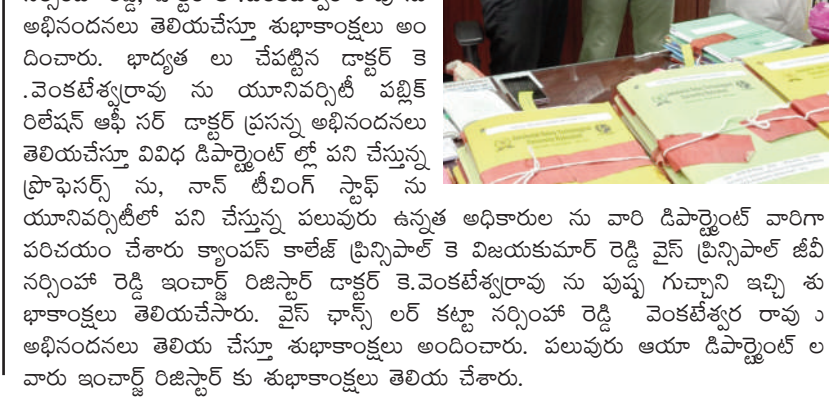 అభినందనలు తెలియచేస్తూ శుభాకాంక్షలు అం
దించారు. భాద్యత లు చేపట్టిన డాక్టర్ కె
.వెంకటేశ్వర్రావు ను యూనివర్సిటీ పబ్లిక్
రిలేషన్ ఆఫీ సర్ డాక్టర్ ప్రసన్న అభినందనలు
తెలియచేస్తూ వివిధ డిపార్ట్మెంట్ ల్లో పని చేస్తున్న
ప్రొఫెసర్స్ ను, నాన్ టీచింగ్ స్టాఫ్ ను
యూనివర్సిటీలో పని చేస్తున్న పలువురు ఉన్నత అధికారుల ను వారి డిపార్ట్మెంట్ వారిగా
పరిచయం చేశారు క్యాంపస్ కాలేజ్ ప్రిన్సిపాల్ కె విజయకుమార్ రెడ్డి వైస్ ప్రిన్సిపాల్ జీవీ
నర్సింహా రెడ్డి ఇంచార్జ్ రిజిస్టార్ డాక్టర్ కె.వెంకటేశ్వర్రావు ను పుష్ప గుచ్చాని ఇచ్చి శు
భాకాంక్షలు తెలియచేసారు. వైస్ ఛాన్స్ లర్ కట్టా నర్సింహా రెడ్డి వెంకటేశ్వర రావు ు
అభినందనలు తెలియ చేస్తూ శుభాకాంక్షలు అందించారు. పలువురు ఆయా డిపార్ట్మెంట్ ల
వారు ఇంచార్జ్ రిజిస్టార్ కు శుభాకాంక్షలు తెలియ చేశారు.